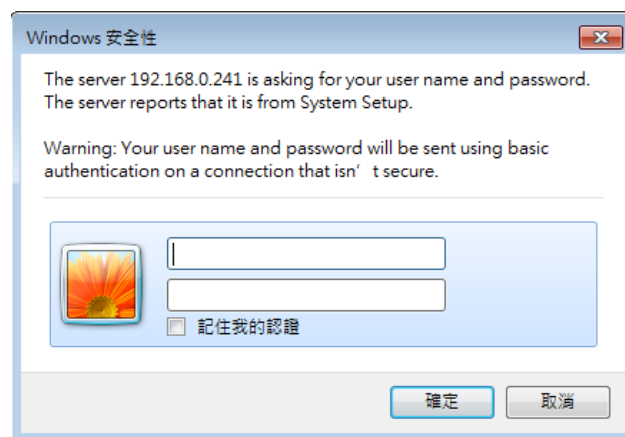 Windows 安全性
The server 192.168.0.241 is asking for your user name and password.
The server reports that it is from System Setup.
Warning: Your user name and password will be sent using basic
authentication on a connection that isn’t secure.
記住我的認證
確定
取消